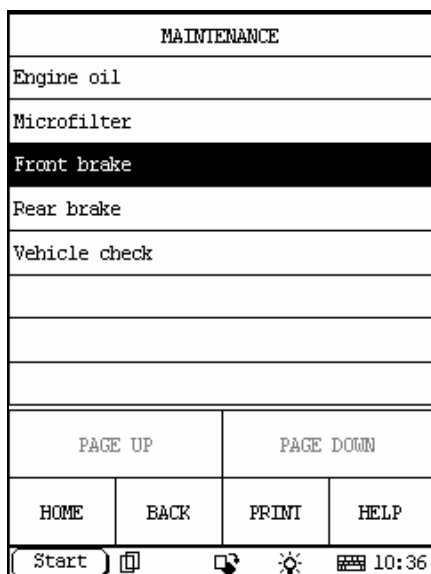 MAINTENANCE
Engine oil
Microfilter
Front brake
Rear brake
Vehicle check
PAGE UP PAGE DOWN
HOME BACK PRINT HELP
Start 10:36